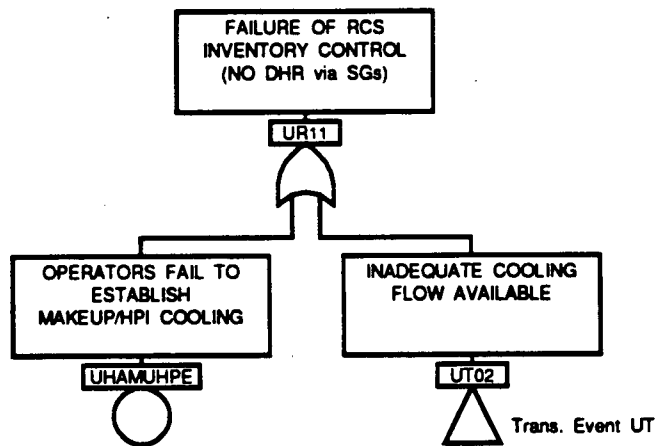 FAILURE OF RCS
INVENTORY CONTROL
(NO DHR via SGs)
UR11
OPERATORS FAIL TO
ESTABLISH
MAKEUP/HPI COOLING
INADEQUATE COOLING
FLOW AVAILABLE
UHAMUHPE
UT02
Trans. Event UT